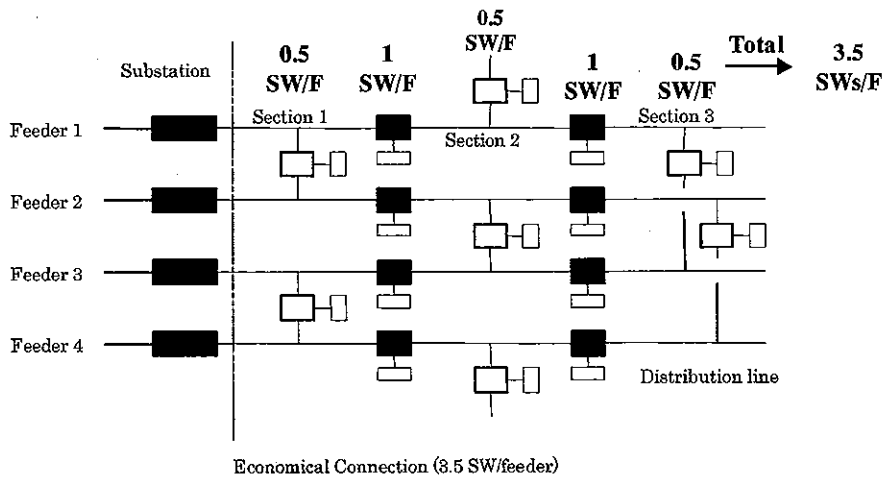 0.5
SW/F
0.5
SW/F
1
SW/F
1
SW/F
0.5
SW/F
Total
3.5
SWs/F
Substation
Section 1
Section 2
Section 3
Feeder 1
Feeder 2
Feeder 3
Feeder 4
Distribution line
Economical Connection (3.5 SW/feeder)